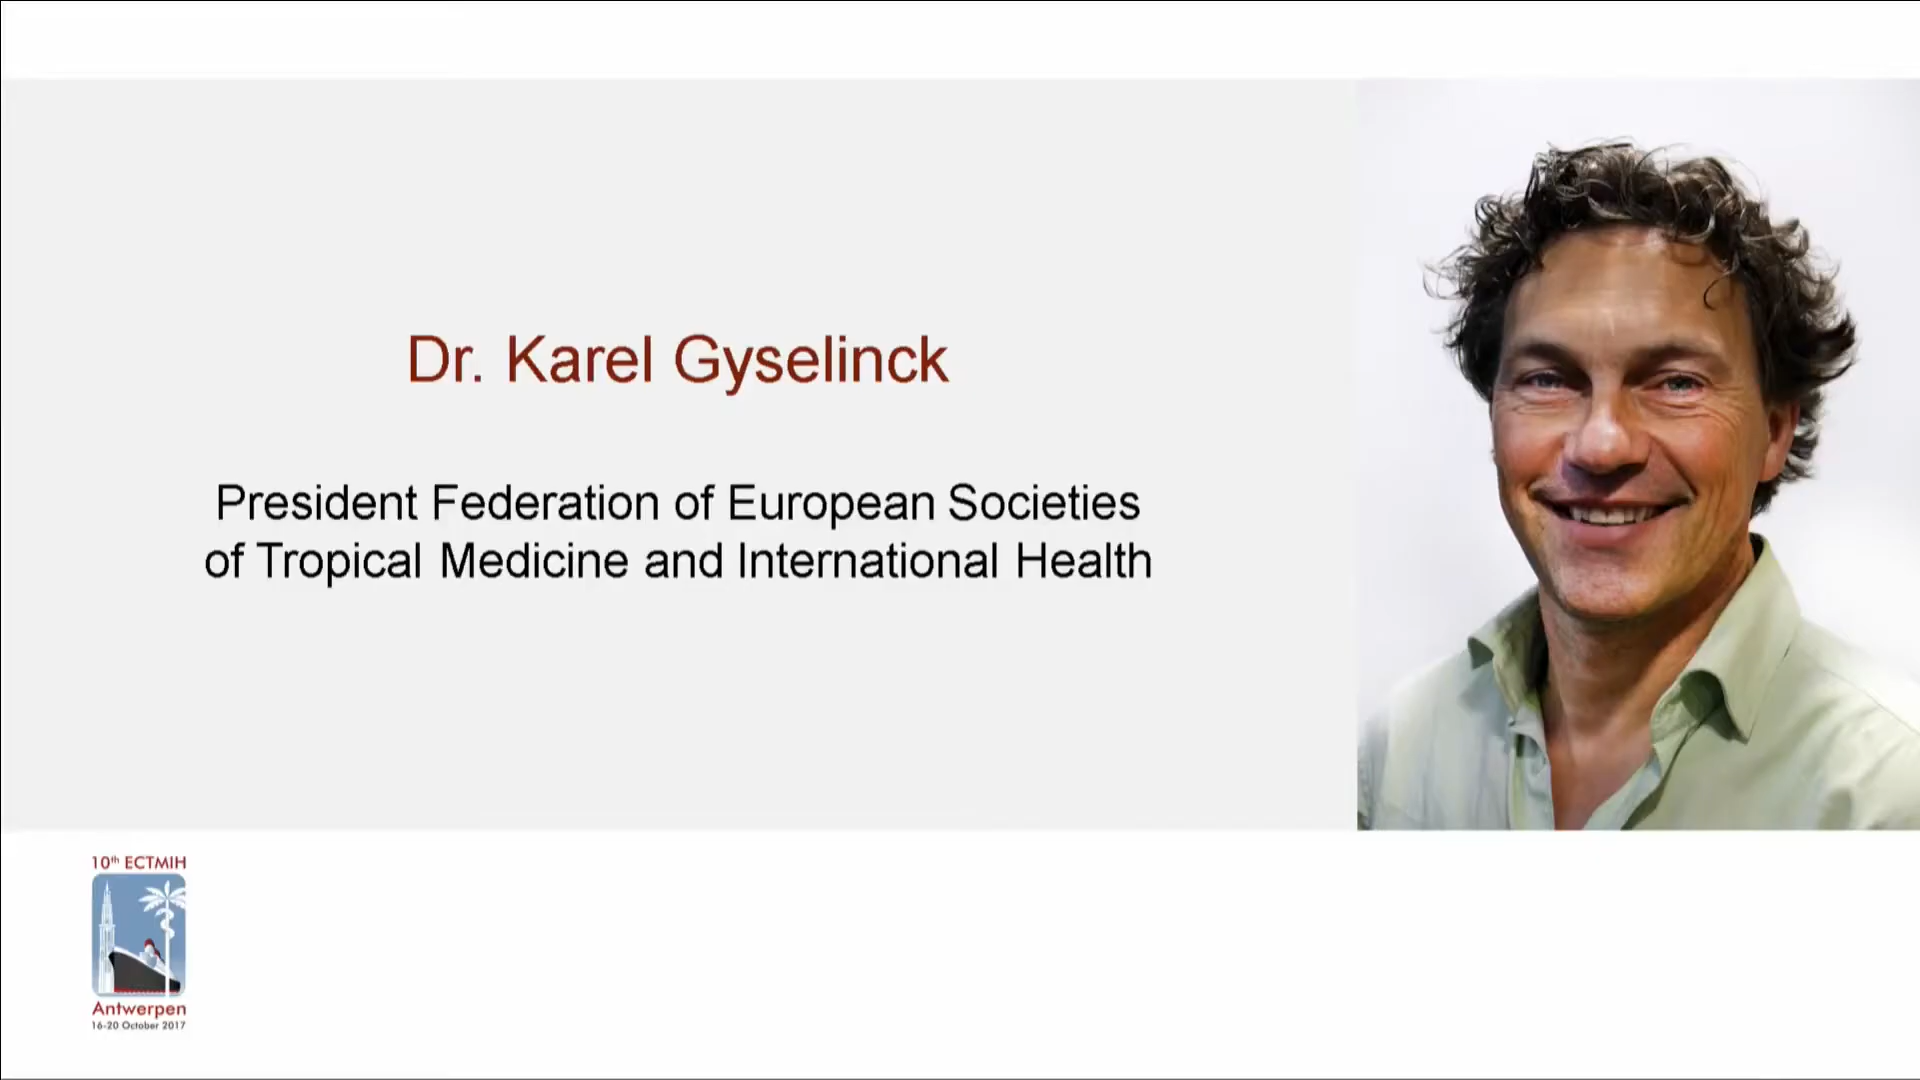 Dr. Karel Gyselinck
President Federation of European Societies
of Tropical Medicine and International Health
10th ECTMIH
Antwerpen
16-20 October 2017